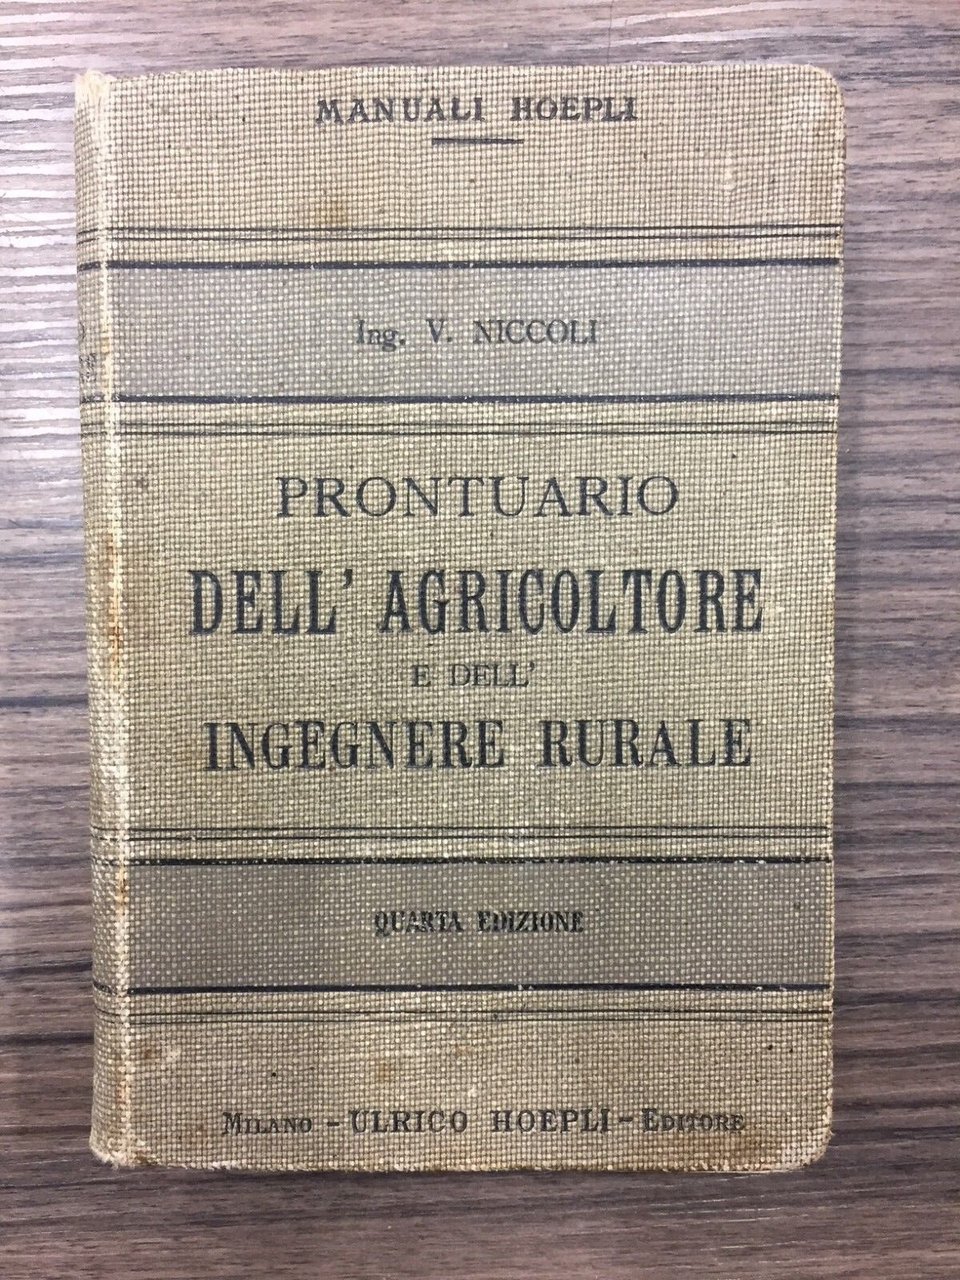 MANUALI HOEPLI
Ing. V. NICCOLI
PRONTUARIO
DELL' AGRICOLTORE
E DELL'
INGEGNERE RURALE
QUARTA EDIZIONE
MILANO - ULRICO HOEPLI - EDITORE